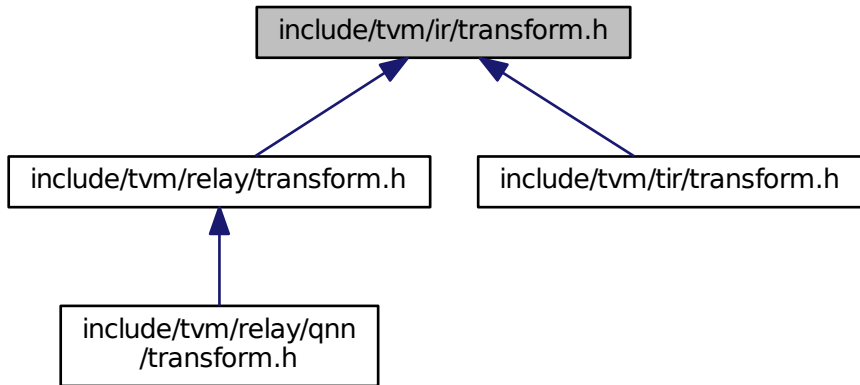 include/tvm/ir/transform.h
include/tvm/relay/transform.h
include/tvm/tir/transform.h
include/tvm/relay/qnn
/transform.h